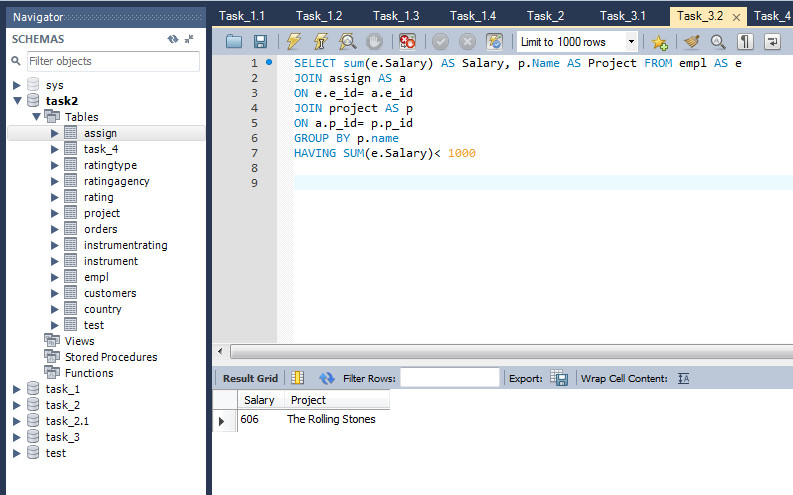 Navigator
SCHEMAS
Filter objects
sys
task2
Tables
assign
task_4
ratingtype
ratingagency
rating
project
orders
instrumentrating
instrument
empl
customers
country
test
Views
Stored Procedures
Functions
task_1
task_2
task_2.1
task_3
test
Task_1.1 Task_1.2 Task_1.3 Task_1.4 Task_2 Task_3.1 Task_3.2 Task_4
Limit to 1000 rows
1 SELECT sum(e.Salary) AS Salary, p.Name AS Project FROM empl AS e
2 JOIN assign AS a
3 ON e.e_id= a.e_id
4 JOIN project AS p
5 ON a.p_id= p.p_id
6 GROUP BY p.name
7 HAVING SUM(e.Salary)< 1000
8
9
Result Grid Filter Rows: Export: Wrap Cell Content:
Salary Project
606 The Rolling Stones